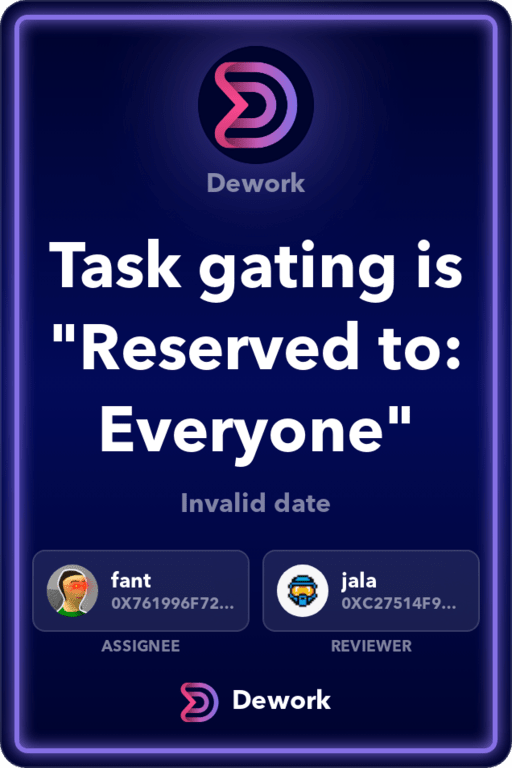 Dework
Task gating is
"Reserved to:
Everyone"
Invalid date
fant
0X761996F72...
ASSIGNEE
jala
0XC27514F9...
REVIEWER
Dework